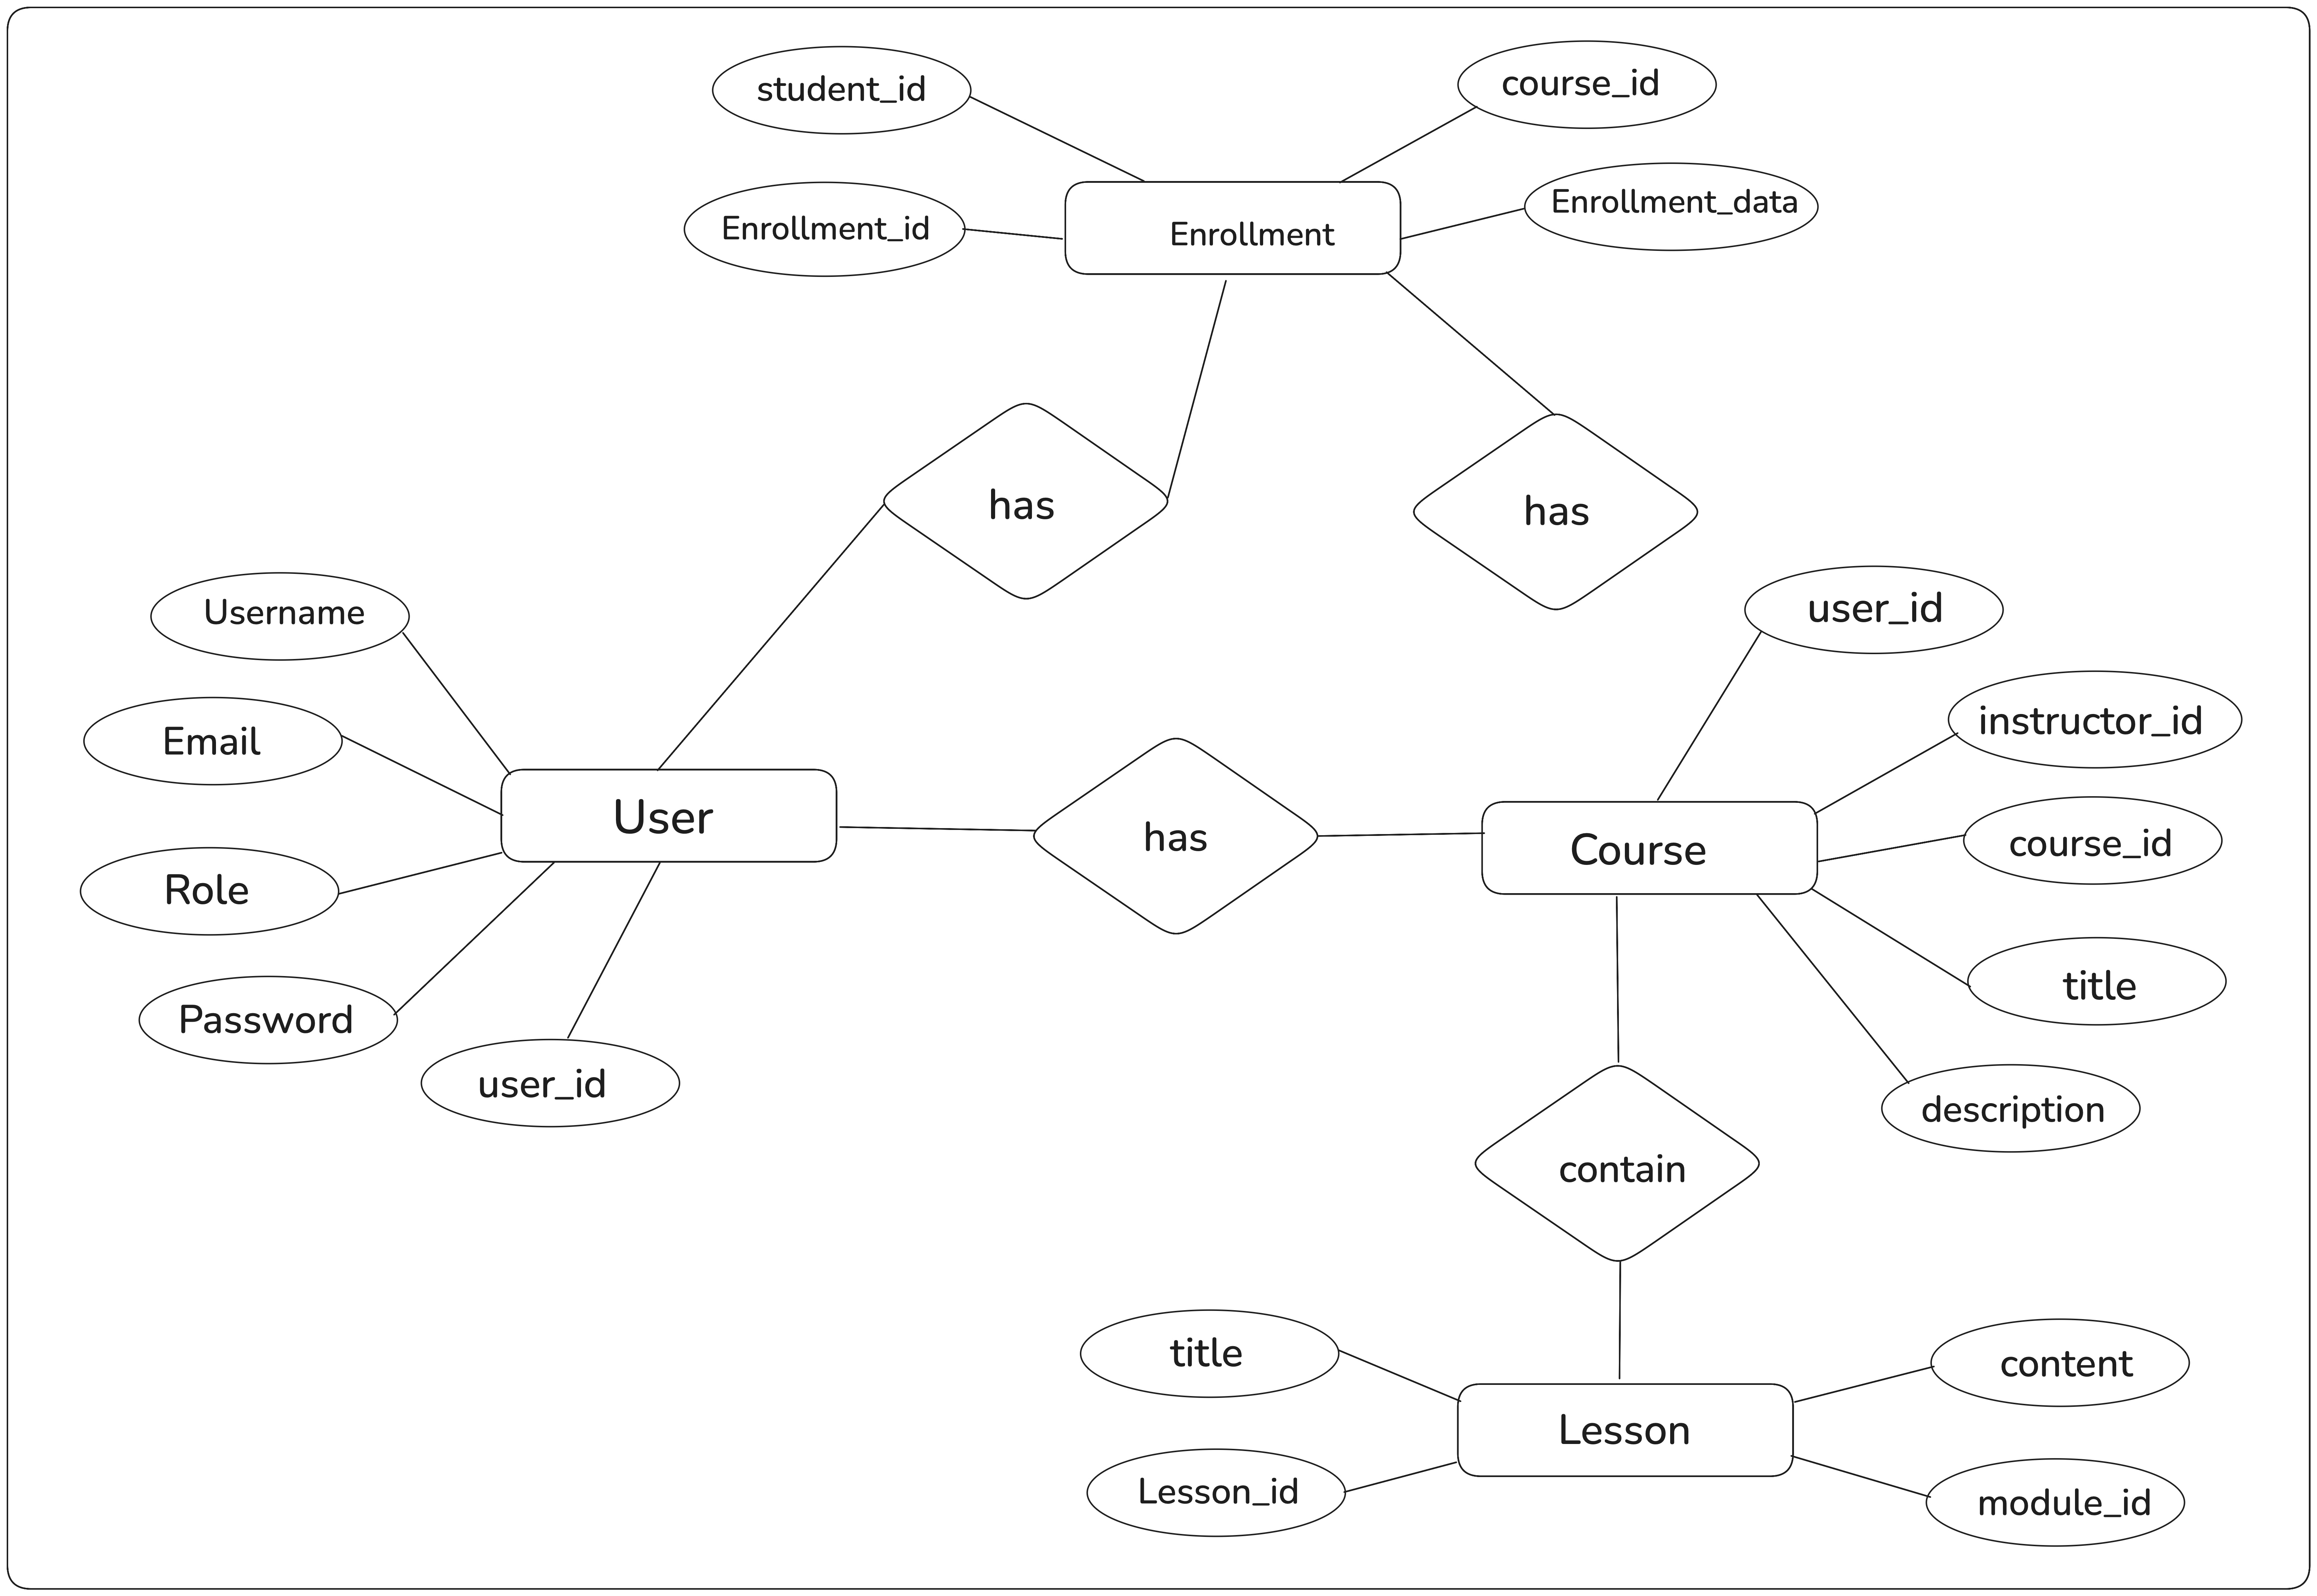 student_id
course_id
Enrollment_id
Enrollment
Enrollment_data
has
has
Username
user_id
Email
instructor_id
User
has
Course
course_id
Role
title
Password
user_id
description
contain
title
content
Lesson
Lesson_id
module_id